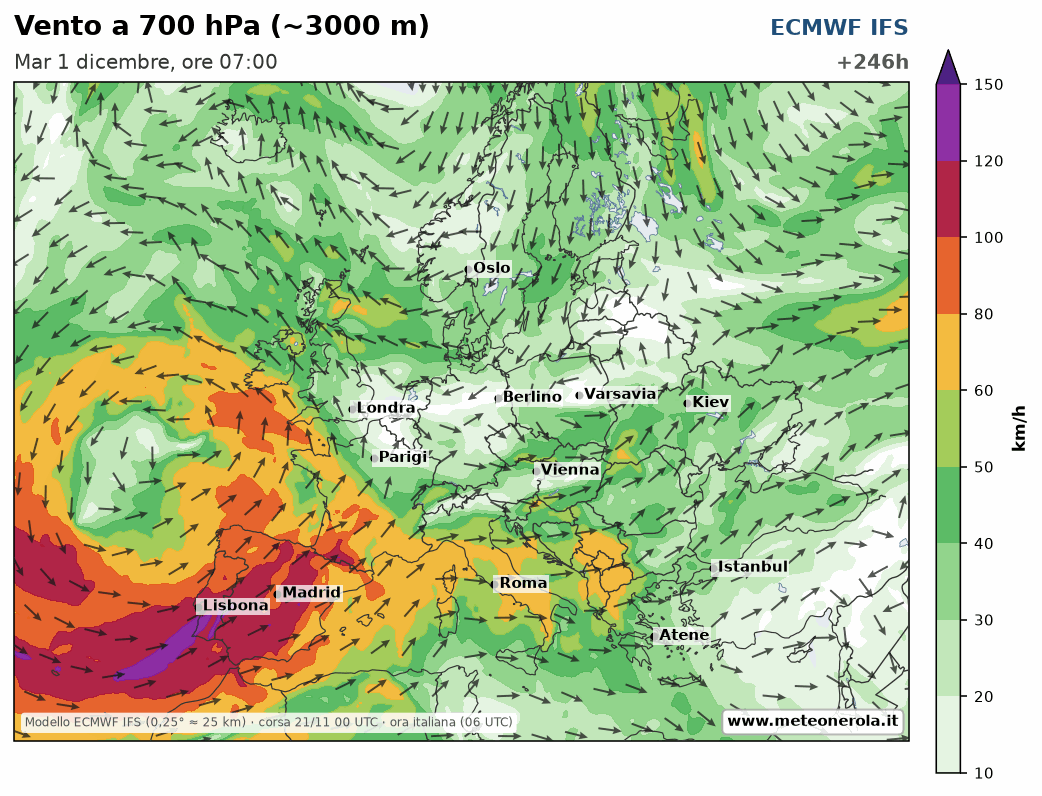 Vento a 700 hPa (~3000 m)
ECMWF IFS
Mar 1 dicembre, ore 07:00
+246h
150
120
100
80
60
50
40
30
20
10
km/h
Oslo
Londra
Berlino
Varsavia
Kiev
Parigi
Vienna
Istanbul
Roma
Madrid
Lisbona
Atene
Modello ECMWF IFS (0,25° ≈ 25 km) · corsa 21/11 00 UTC · ora italiana (06 UTC)
www.meteonerola.it